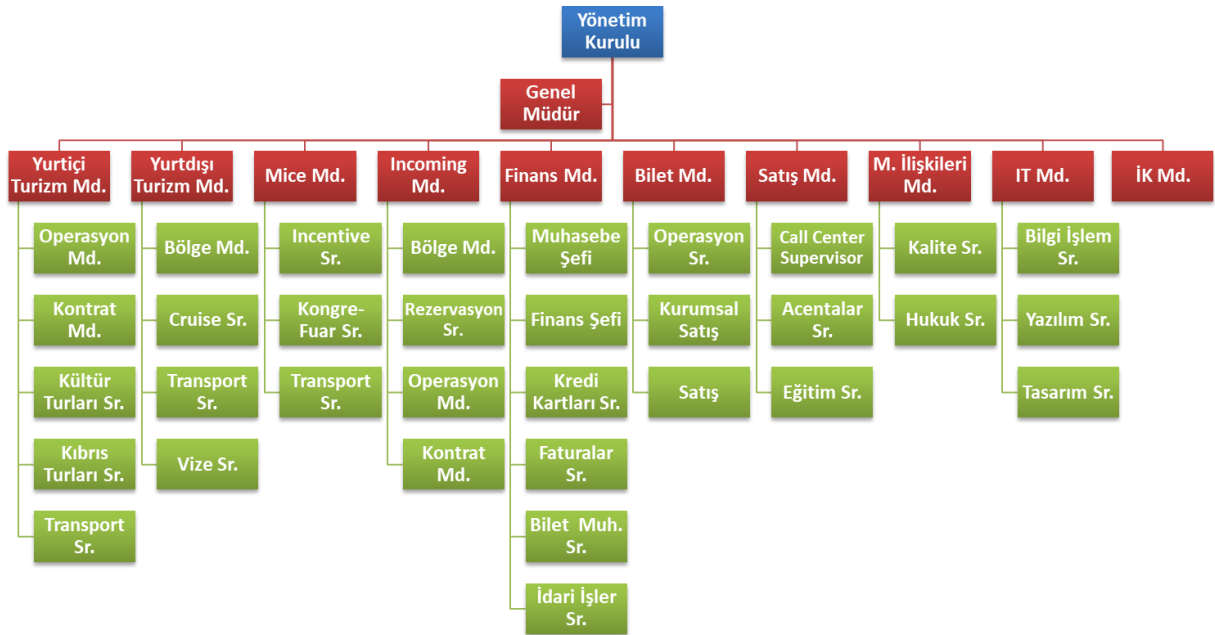 Yönetim
Kurulu
Genel
Müdür
Yurtiçi
Turizm Md.
Yurtdışı
Turizm Md.
Mice Md.
Incoming
Md.
Finans Md.
Bilet Md.
Satış Md.
M. İlişkileri
Md.
IT Md.
İK Md.
Operasyon
Md.
Kontrat
Md.
Kültür
Turları Sr.
Kıbrıs
Turları Sr.
Transport
Sr.
Bölge Md.
Cruise Sr.
Transport
Sr.
Vize Sr.
Incentive
Sr.
Kongre-
Fuar Sr.
Transport
Sr.
Bölge Md.
Rezervasyon
Sr.
Operasyon
Md.
Kontrat
Md.
Muhasebe
Şefi
Finans Şefi
Kredi
Kartları Sr.
Faturalar
Sr.
Bilet Muh.
Sr.
İdari İşler
Sr.
Operasyon
Sr.
Kurumsal
Satış
Satış
Call Center
Supervisor
Acentalar
Sr.
Eğitim Sr.
Kalite Sr.
Hukuk Sr.
Bilgi İşlem
Sr.
Yazılım Sr.
Tasarım Sr.